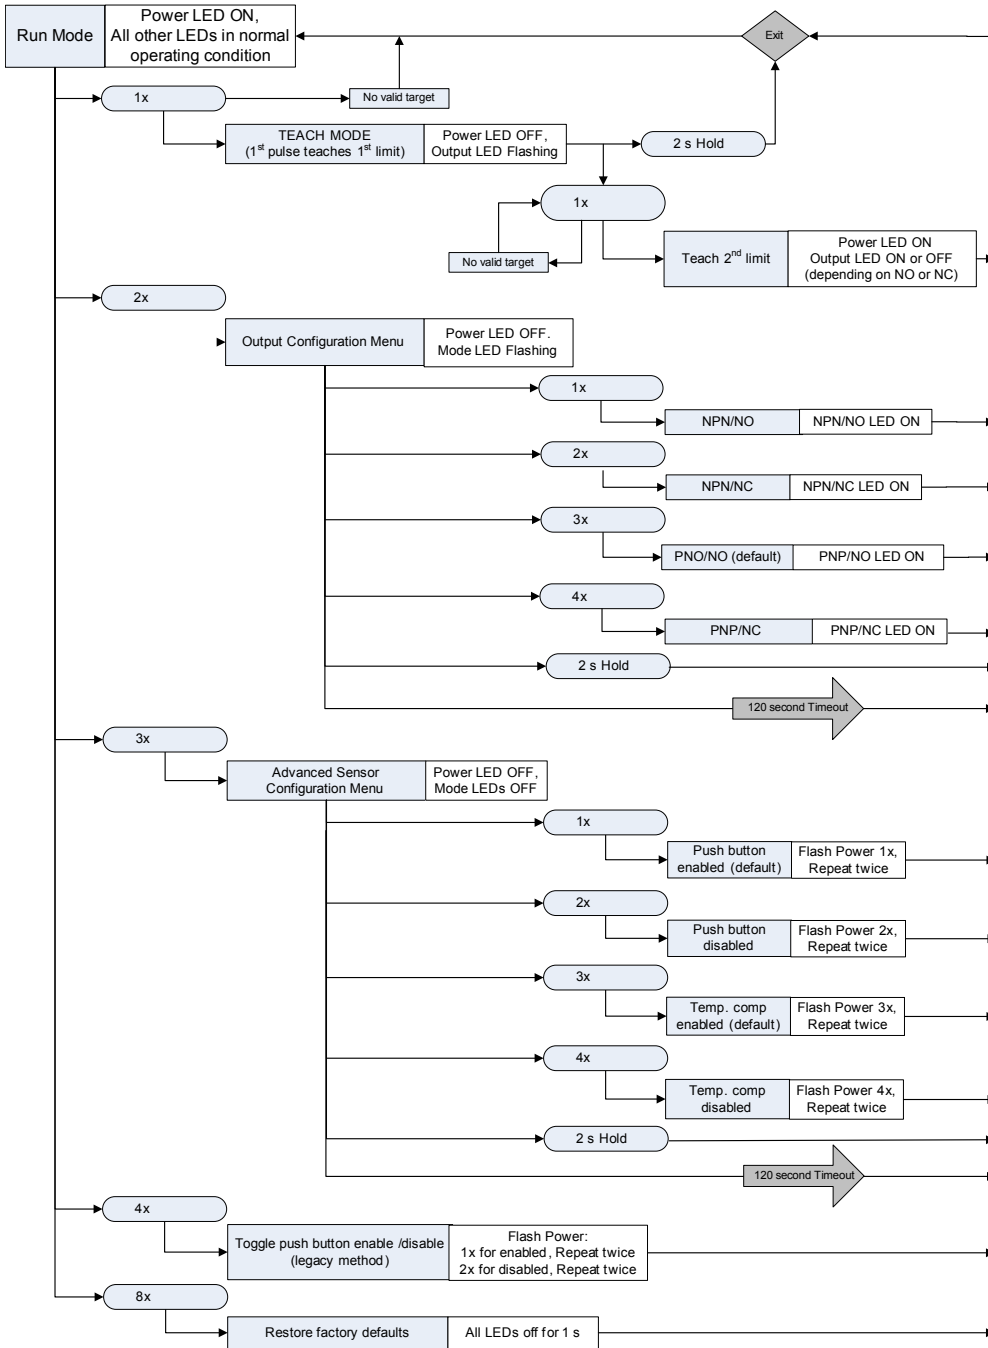 Run Mode
Power LED ON,
All other LEDs in normal
operating condition
Exit
1x
No valid target
TEACH MODE
(1st pulse teaches 1st limit)
Power LED OFF,
Output LED Flashing
2 s Hold
1x
No valid target
Teach 2nd limit
Power LED ON
Output LED ON or OFF
(depending on NO or NC)
2x
Output Configuration Menu
Power LED OFF.
Mode LED Flashing
1x
NPN/NO
NPN/NO LED ON
2x
NPN/NC
NPN/NC LED ON
3x
PNO/NO (default)
PNP/NO LED ON
4x
PNP/NC
PNP/NC LED ON
2 s Hold
120 second Timeout
3x
Advanced Sensor
Configuration Menu
Power LED OFF,
Mode LEDs OFF
1x
Push button
enabled (default)
Flash Power 1x,
Repeat twice
2x
Push button
disabled
Flash Power 2x,
Repeat twice
3x
Temp. comp
enabled (default)
Flash Power 3x,
Repeat twice
4x
Temp. comp
disabled
Flash Power 4x,
Repeat twice
2 s Hold
120 second Timeout
4x
Toggle push button enable /disable
(legacy method)
Flash Power:
1x for enabled, Repeat twice
2x for disabled, Repeat twice
8x
Restore factory defaults
All LEDs off for 1 s